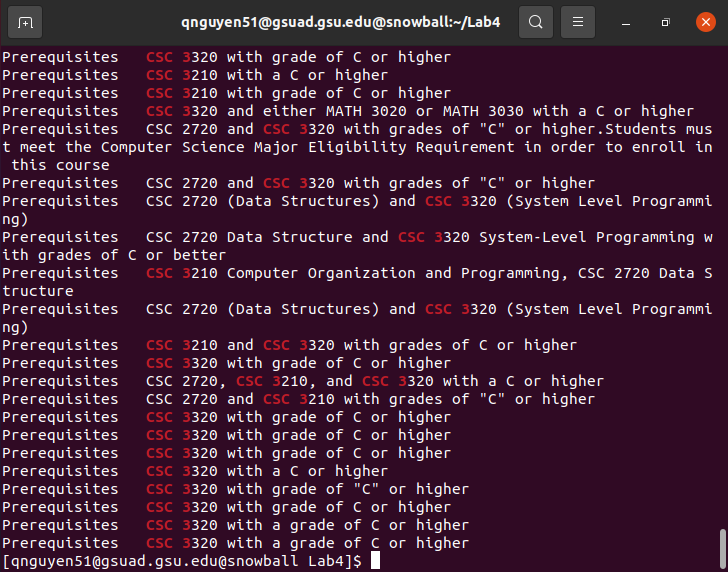 qnguyen51@gsuad.gsu.edu@snowball:~/Lab4
Prerequisites   CSC 3320 with grade of C or higher
Prerequisites   CSC 3210 with a C or higher
Prerequisites   CSC 3210 with grade of C or higher
Prerequisites   CSC 3320 and either MATH 3020 or MATH 3030 with a C or higher
Prerequisites   CSC 2720 and CSC 3320 with grades of "C" or higher.Students mus
t meet the Computer Science Major Eligibility Requirement in order to enroll in
 this course
Prerequisites   CSC 2720 and CSC 3320 with grades of "C" or higher
Prerequisites   CSC 2720 (Data Structures) and CSC 3320 (System Level Programmi
ng)
Prerequisites   CSC 2720 Data Structure and CSC 3320 System-Level Programming w
ith grades of C or better
Prerequisites   CSC 3210 Computer Organization and Programming, CSC 2720 Data S
tructure
Prerequisites   CSC 2720 (Data Structures) and CSC 3320 (System Level Programmi
ng)
Prerequisites   CSC 3210 and CSC 3320 with grades of C or higher
Prerequisites   CSC 3320 with grade of C or higher
Prerequisites   CSC 2720, CSC 3210, and CSC 3320 with a C or higher
Prerequisites   CSC 2720 and CSC 3210 with grades of "C" or higher
Prerequisites   CSC 3320 with grade of C or higher
Prerequisites   CSC 3320 with grade of C or higher
Prerequisites   CSC 3320 with grade of C or higher
Prerequisites   CSC 3320 with a C or higher
Prerequisites   CSC 3320 with grade of "C" or higher
Prerequisites   CSC 3320 with grade of C or higher
Prerequisites   CSC 3320 with a grade of C or higher
Prerequisites   CSC 3320 with a grade of C or higher
[qnguyen51@gsuad.gsu.edu@snowball Lab4]$